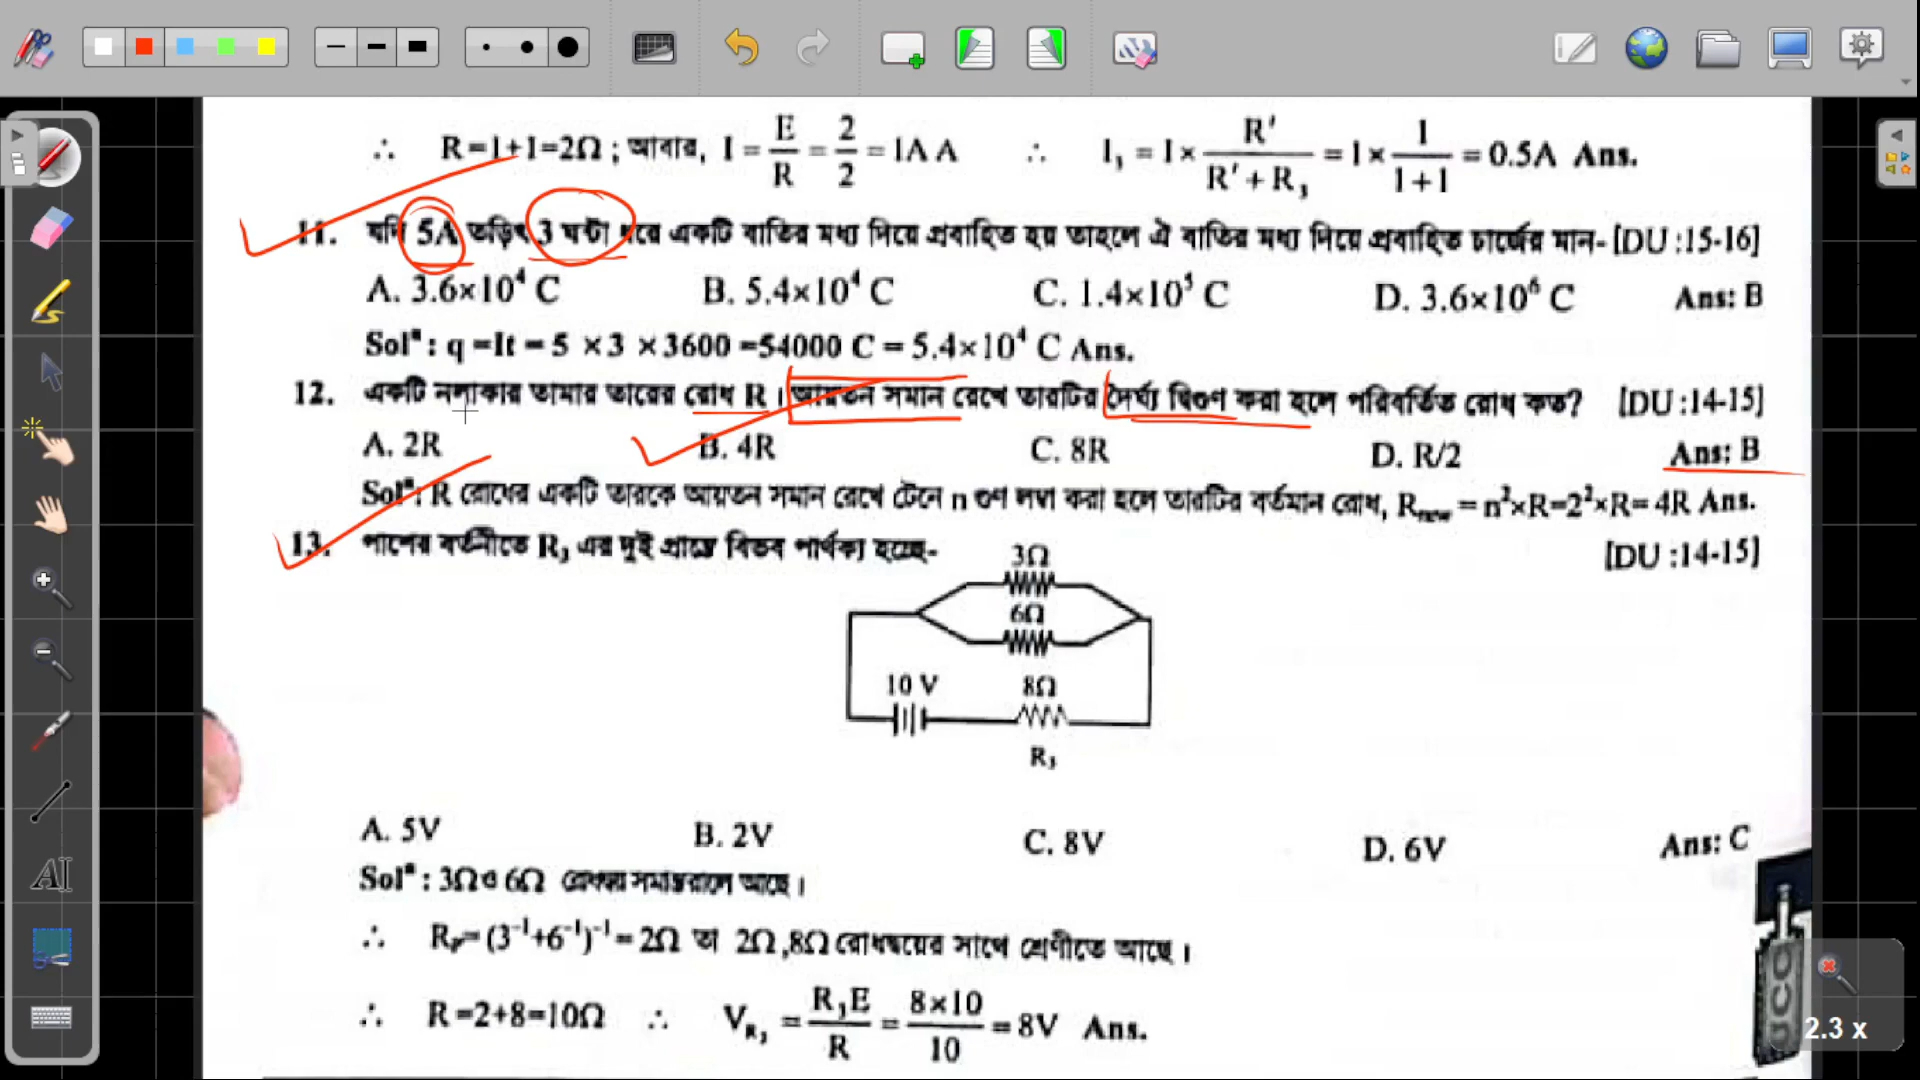 ∴ R=1+1=2Ω ; আবার, I = E/R = 2/2 = 1A A ∴ I₃ = I × R′/(R′ + R₃) = 1 × 1/(1+1) = 0.5A Ans.
11. যদি 5A তড়িৎ 3 ঘন্টা ধরে একটি বাতির মধ্য দিয়ে প্রবাহিত হয় তাহলে ঐ বাতির মধ্য দিয়ে প্রবাহিত চার্জের মান- [DU :15-16]
A. 3.6×10⁴ C B. 5.4×10⁴ C C. 1.4×10⁵ C D. 3.6×10⁶ C Ans: B
Solⁿ : q =It = 5 ×3 ×3600 =54000 C = 5.4×10⁴ C Ans.
12. একটি নলাকার তামার তারের রোধ R। আয়তন সমান রেখে তারটির দৈর্ঘ্য দ্বিগুণ করা হলে পরিবর্তিত রোধ কত? [DU :14-15]
A. 2R B. 4R C. 8R D. R/2 Ans: B
Solⁿ: R রোধের একটি তারকে আয়তন সমান রেখে টেনে n গুণ লম্বা করা হলে তারটির বর্তমান রোধ, Rnew = n²×R=2²×R= 4R Ans.
13. পাশের বর্তনীতে R₃ এর দুই প্রান্তে বিভব পার্থক্য হচ্ছে- [DU :14-15]
3Ω
6Ω
10 V 8Ω
R₃
A. 5V B. 2V C. 8V D. 6V Ans: C
Solⁿ : 3Ω ও 6Ω রোধদ্বয় সমান্তরালে আছে।
∴ Rₚ= (3⁻¹+6⁻¹)⁻¹= 2Ω তা 2Ω,8Ω রোধদ্বয়ের সাথে শ্রেণীতে আছে।
∴ R =2+8=10Ω ∴ V_R₃ = R₃E/R = 8×10/10 = 8V Ans.
UCC
2.3 x